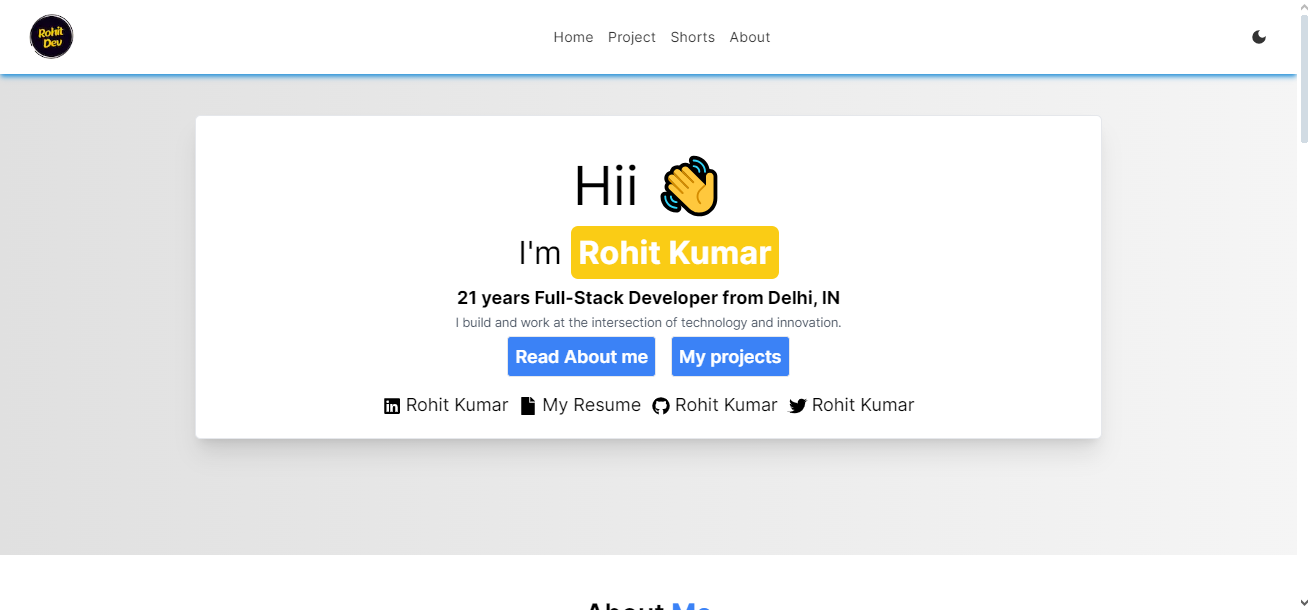 Rohit
Dev
Home Project Shorts About
Hii
I'm Rohit Kumar
21 years Full-Stack Developer from Delhi, IN
I build and work at the intersection of technology and innovation.
Read About me My projects
Rohit Kumar My Resume Rohit Kumar Rohit Kumar
About Me